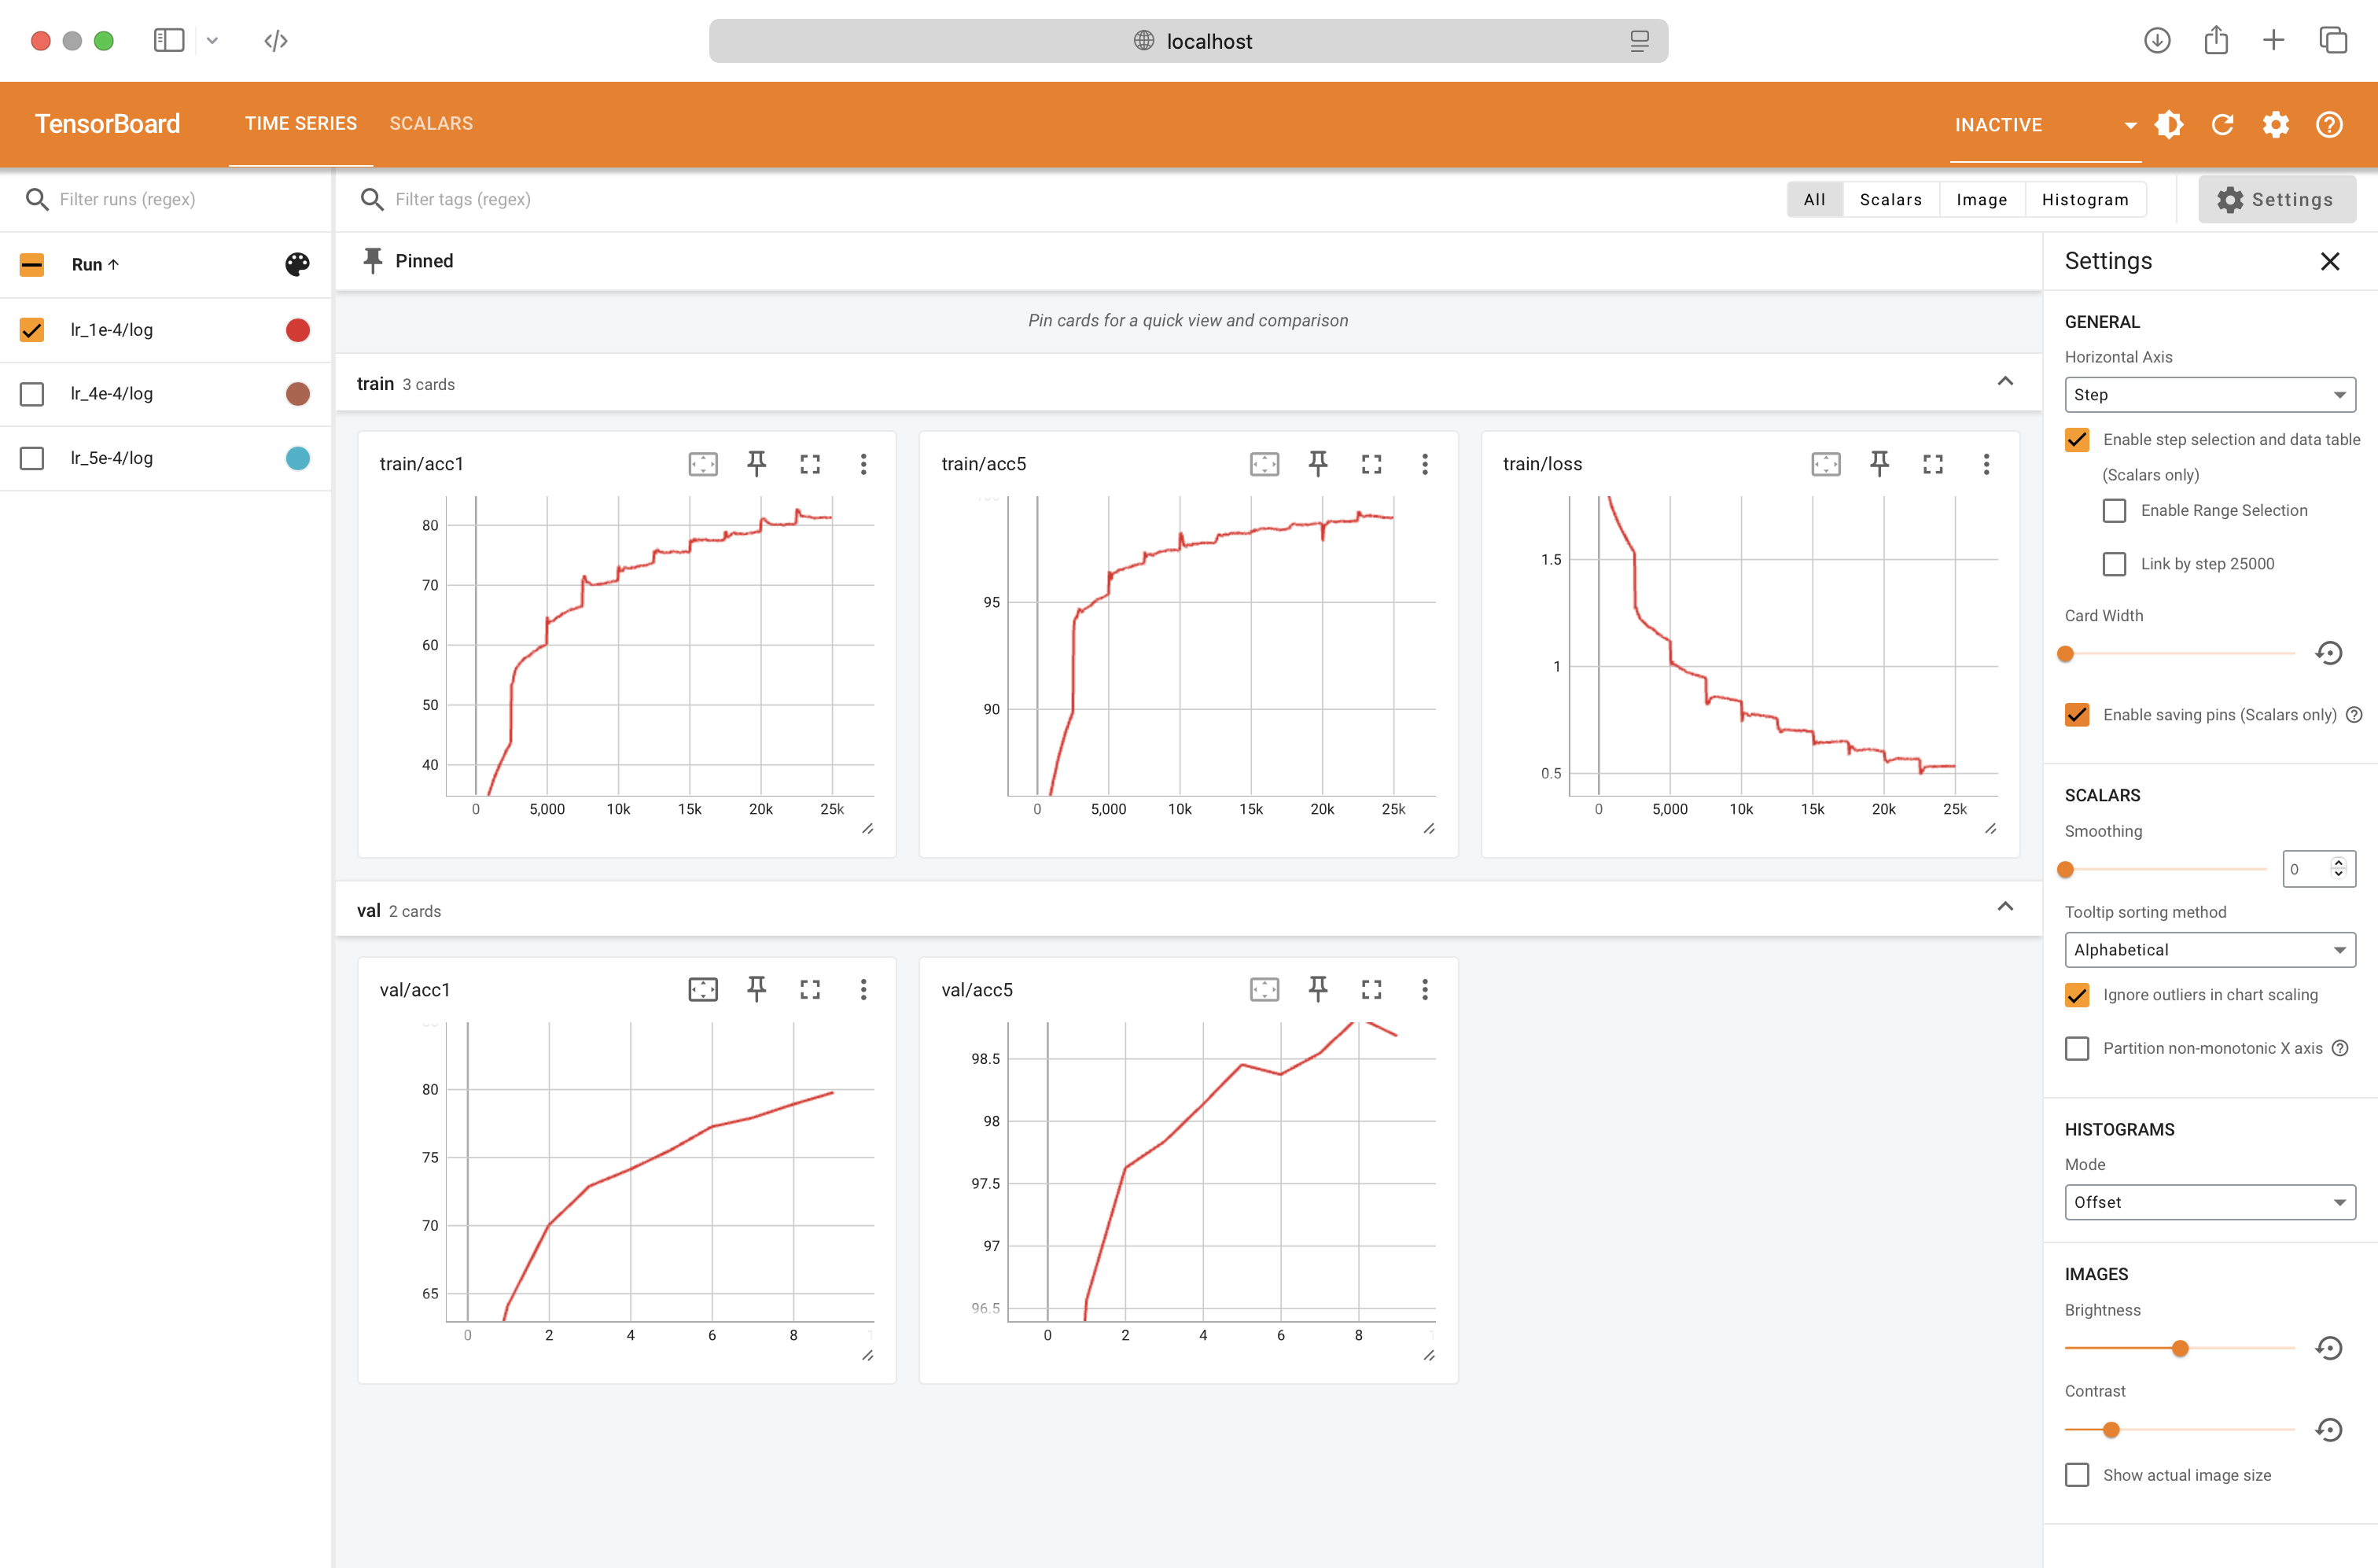 localhost
TensorBoard
TIME SERIES
SCALARS
INACTIVE
Filter runs (regex)
Filter tags (regex)
All
Scalars
Image
Histogram
Settings
Run
lr_1e-4/log
lr_4e-4/log
lr_5e-4/log
Pinned
Pin cards for a quick view and comparison
train 3 cards
train/acc1
80
70
60
50
40
0 5,000 10k 15k 20k 25k
train/acc5
95
90
0 5,000 10k 15k 20k 25k
train/loss
1.5
1
0.5
0 5,000 10k 15k 20k 25k
val 2 cards
val/acc1
80
75
70
65
0 2 4 6 8
val/acc5
98.5
98
97.5
97
96.5
0 2 4 6 8
Settings
GENERAL
Horizontal Axis
Step
Enable step selection and data table
(Scalars only)
Enable Range Selection
Link by step 25000
Card Width
Enable saving pins (Scalars only)
SCALARS
Smoothing
0
Tooltip sorting method
Alphabetical
Ignore outliers in chart scaling
Partition non-monotonic X axis
HISTOGRAMS
Mode
Offset
IMAGES
Brightness
Contrast
Show actual image size